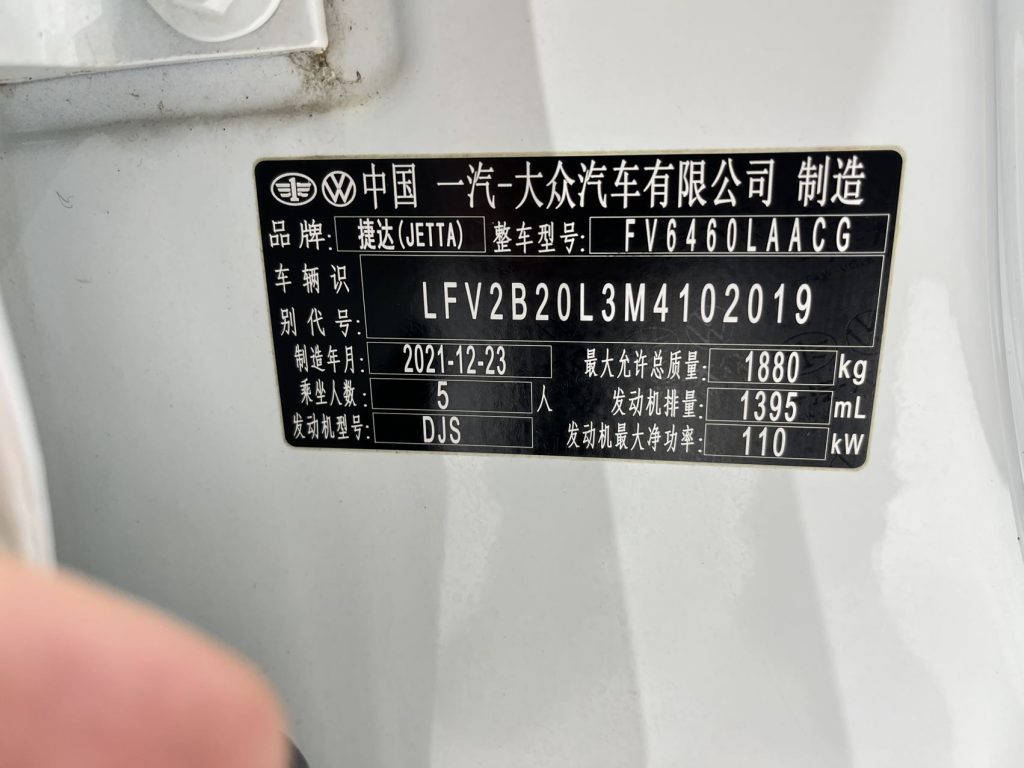 中国 一汽-大众汽车有限公司 制造
品牌: 捷达(JETTA) 整车型号: FV6460LAACG
车辆识别代号: LFV2B20L3M4102019
制造年月: 2021-12-23 最大允许总质量: 1880 kg
乘坐人数: 5 人 发动机排量: 1395 mL
发动机型号: DJS 发动机最大净功率: 110 kW